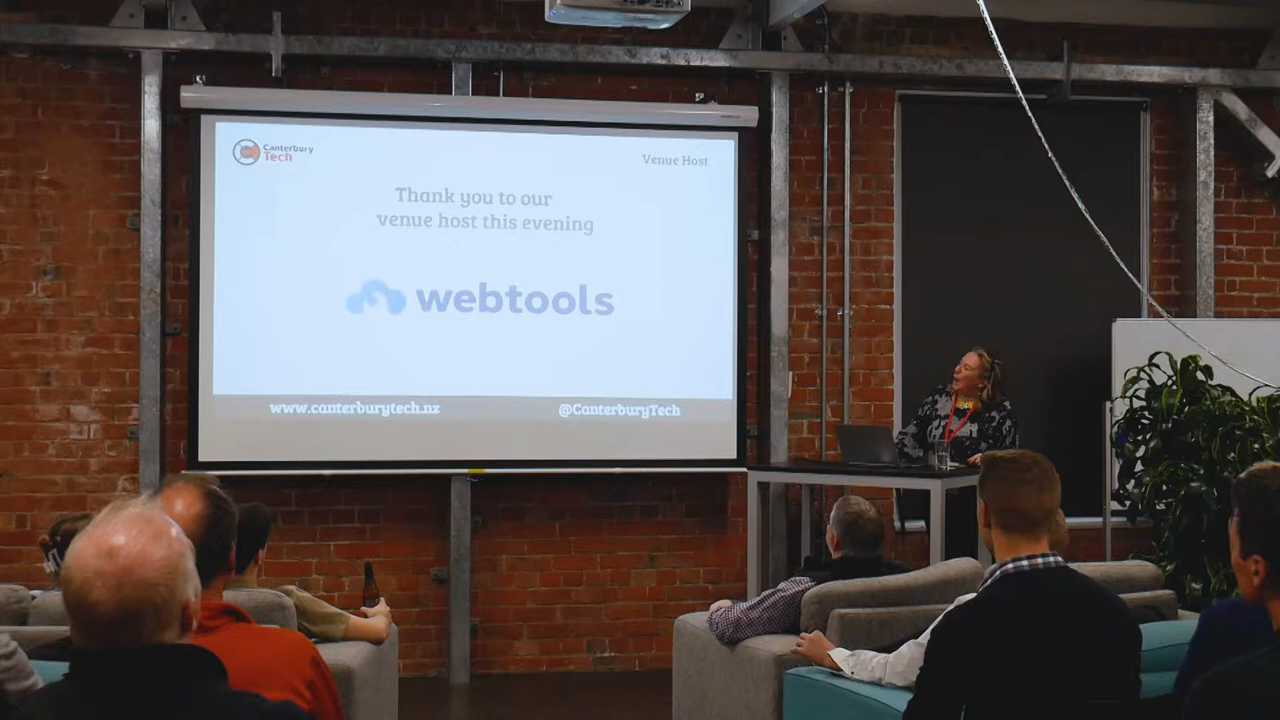 Canterbury
Tech
Venue Host
Thank you to our
venue host this evening
webtools
www.canterburytech.nz
@CanterburyTech